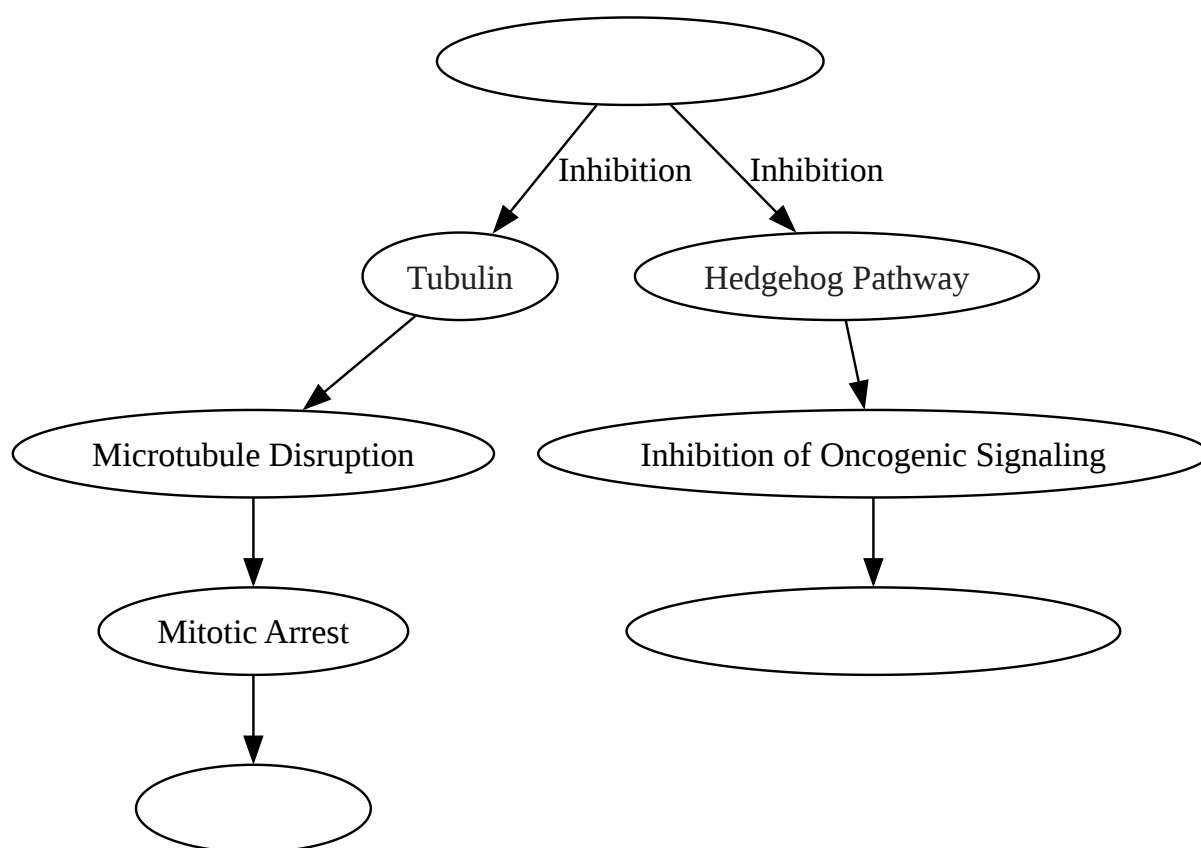 Inhibition
Inhibition
Tubulin
Hedgehog Pathway
Microtubule Disruption
Inhibition of Oncogenic Signaling
Mitotic Arrest